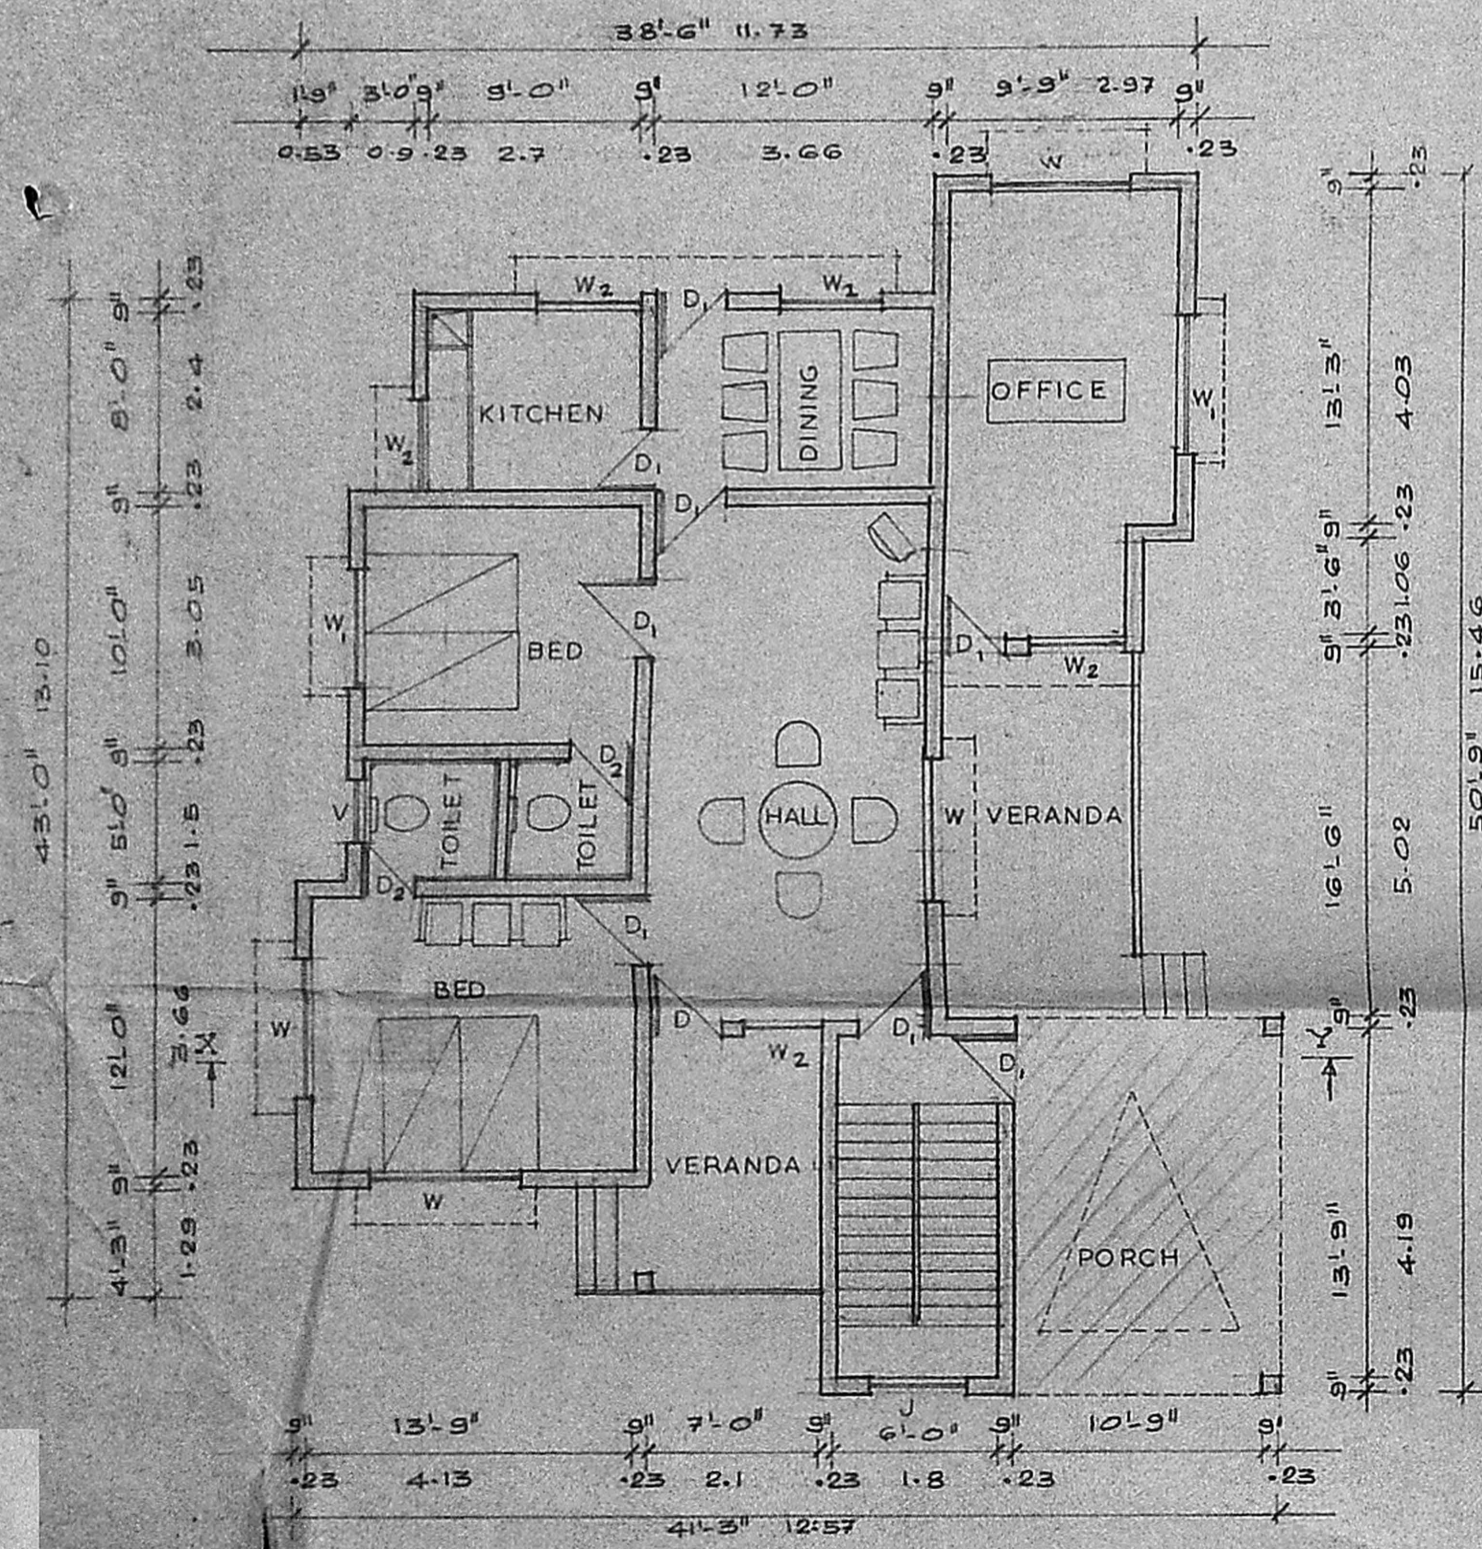 38'-6" 11.73
1'-9" 3'-0" 9" 9'-0" 9" 12'-0" 9" 9'-9" 2.97 9"
0.53 0.9 .23 2.7 .23 3.66 .23 .23
W
9" .23
9" .23
W2 D1 W2
8'-0" 2.4
KITCHEN
DINING
OFFICE
W1
13'-3" 4.03
W2
D1
9" .23
D1
9" .23
10'-0" 3.05
W1
D1
BED
D1
W2
3'-6" 1.06
9" .23
43'-0" 13.10
50'-9" 15.46
9" .23
D2
5'-0" 1.5
V
TOILET
TOILET
HALL
W
VERANDA
16'-6" 5.02
9" .23
D2
D1
BED
12'-0" 3.66
X
W
D
W2
D1
D1
9" .23
X
VERANDA
9" .23
W
4'-3" 1.29
PORCH
13'-9" 4.19
9" .23
J
9" 13'-9" 9" 7'-0" 9" 6'-0" 9" 10'-9" 9"
.23 4.13 .23 2.1 .23 1.8 .23 .23
41'-3" 12.57